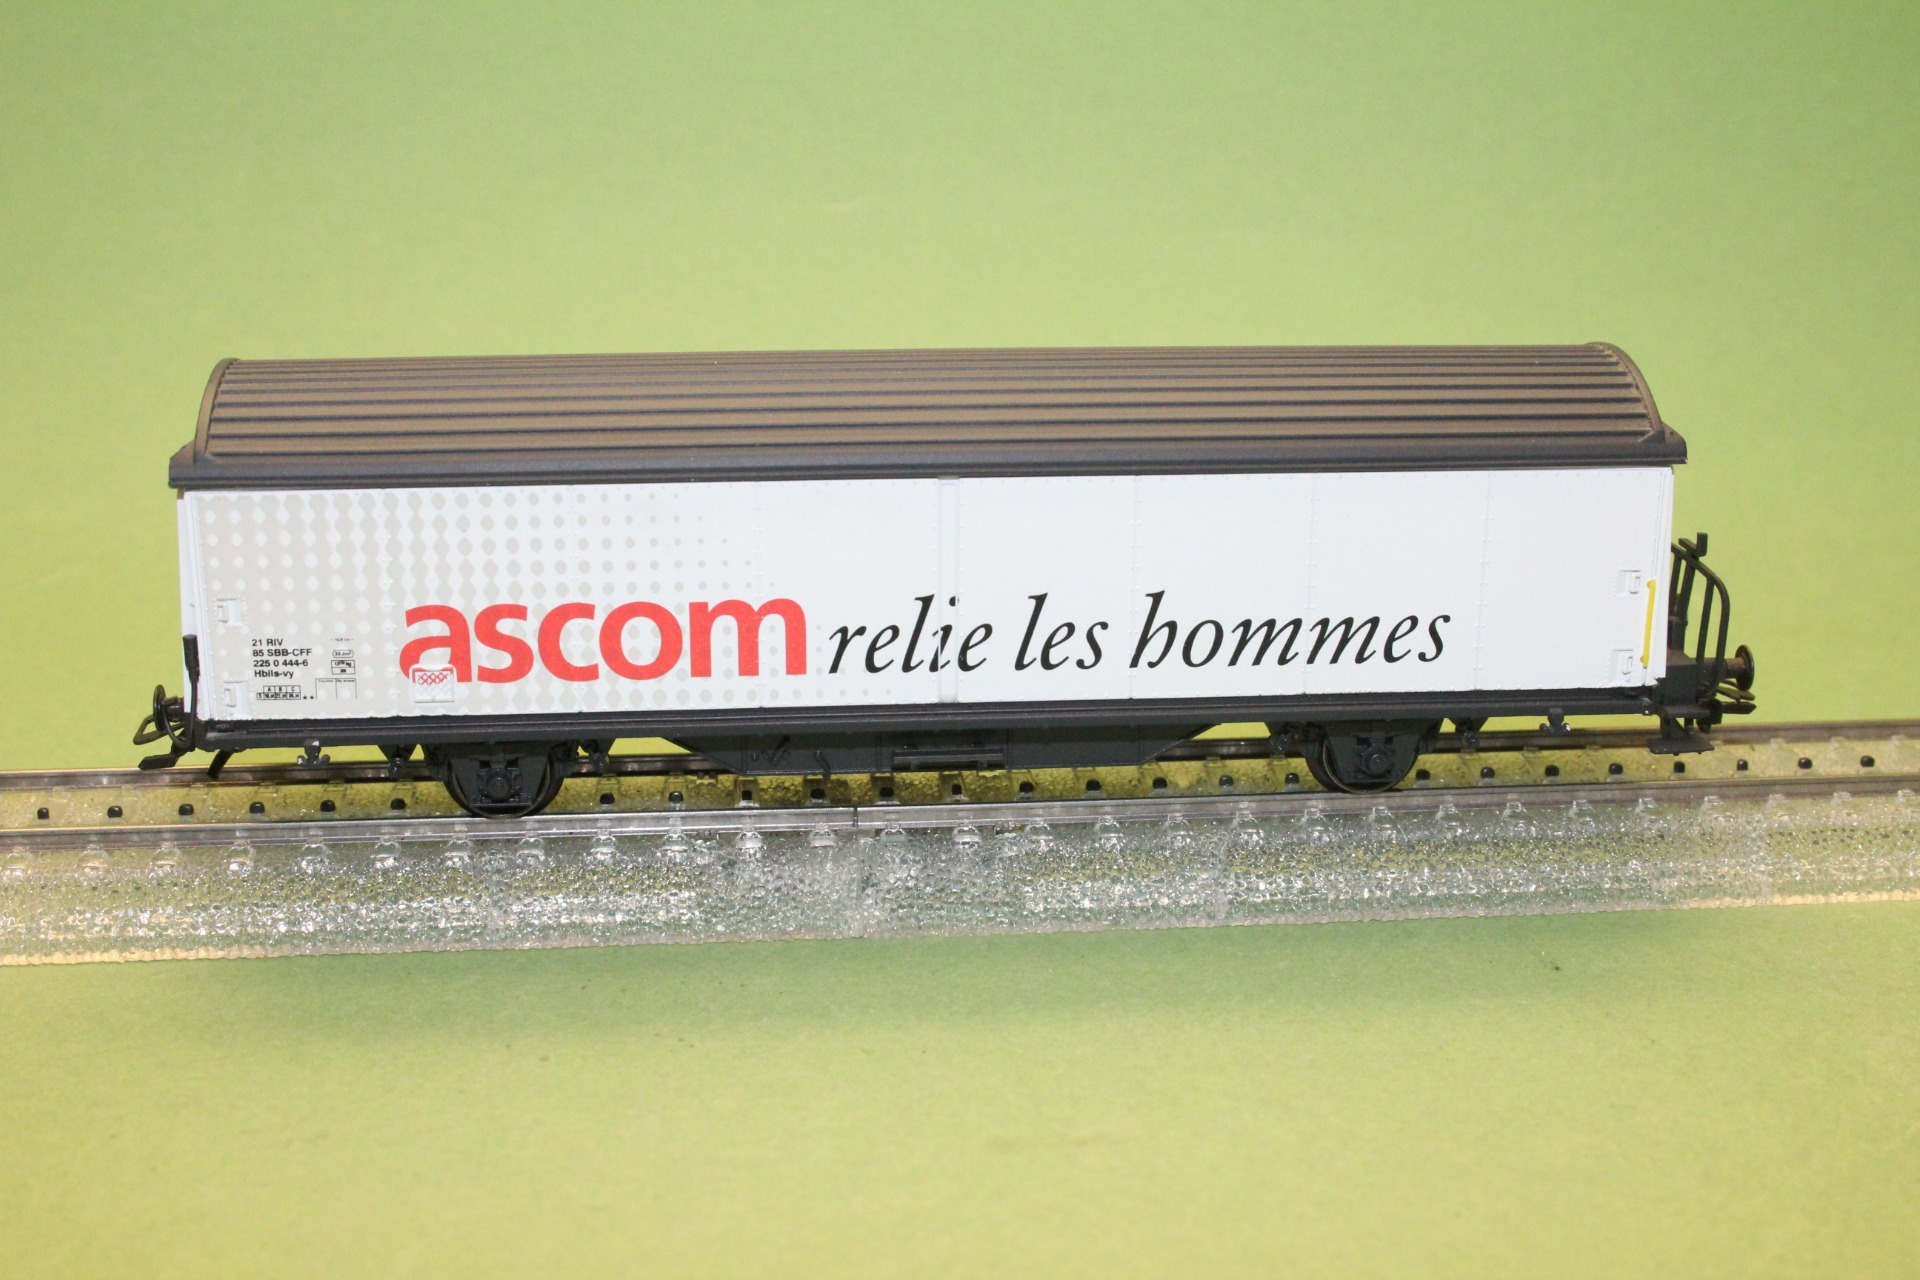 ascom relie les hommes
21 RIV
85 SBB-CFF
225 0 444-6
Hbils-vy
A B C